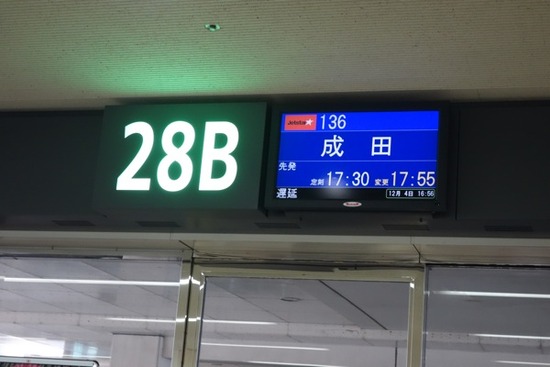 28B
Jetstar 136
成田
先発
定刻 17:30 変更 17:55
遅延 12月 4日 16:56